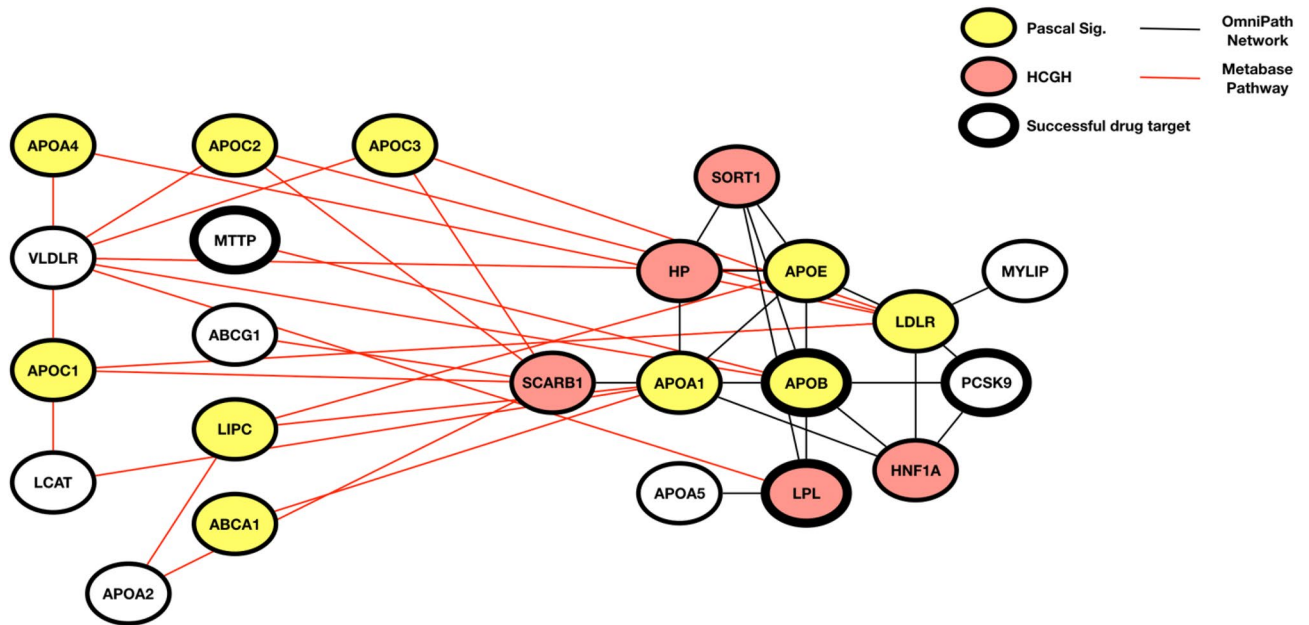 Pascal Sig.
OmniPath
Network
HCGH
Metabase
Pathway
Successful drug target
APOA4
APOC2
APOC3
SORT1
VLDLR
MTTP
HP
APOE
MYLIP
ABCG1
LDLR
APOC1
SCARB1
APOA1
APOB
PCSK9
LIPC
LCAT
HNF1A
APOA5
LPL
ABCA1
APOA2